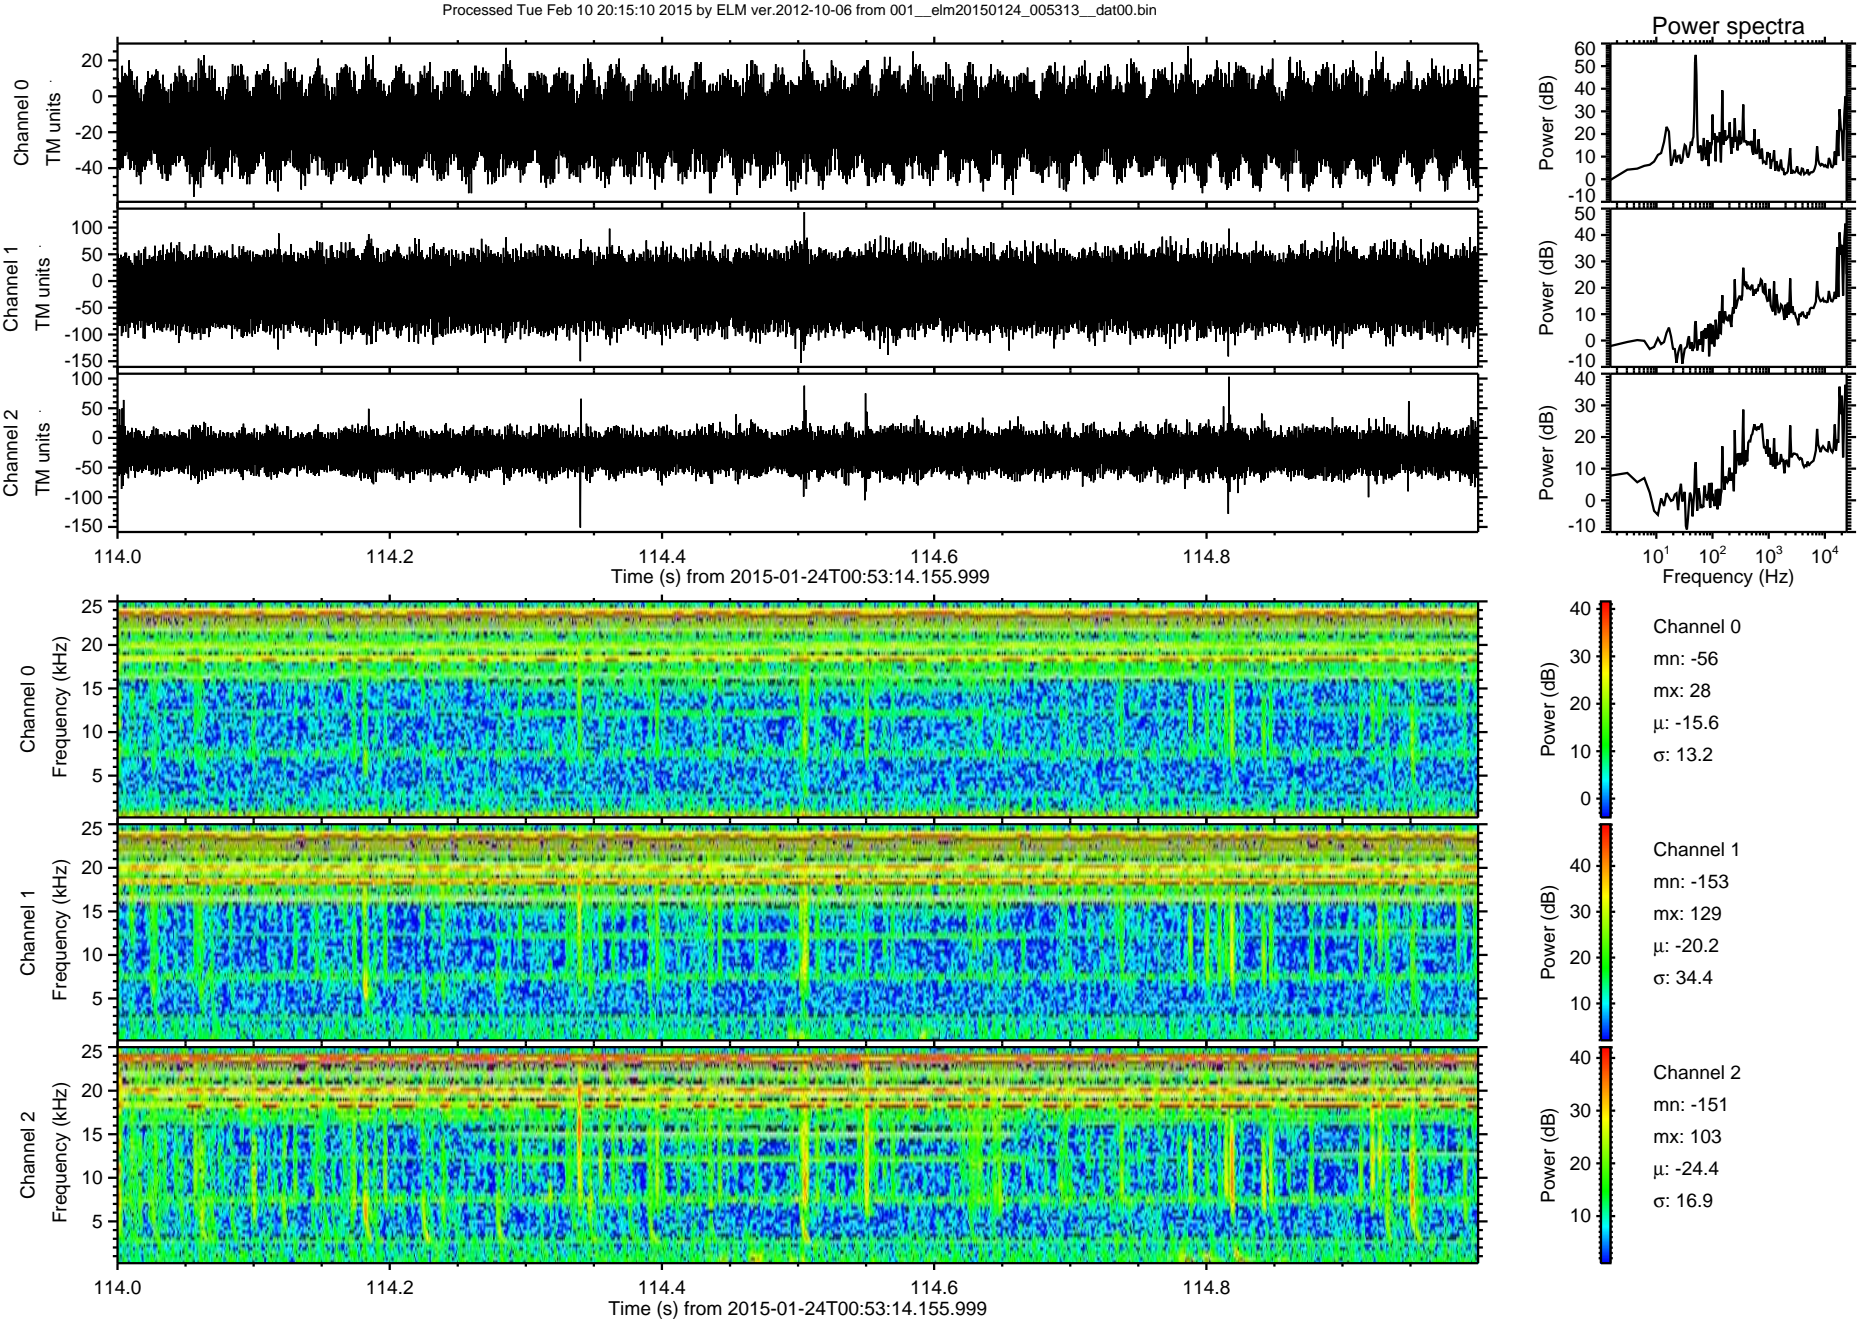 Processed Tue Feb 10 20:15:10 2015 by ELM ver.2012-10-06 from 001__elm20150124_005313__dat00.bin
Power spectra
Channel 0
TM units
20
0
-20
-40
Power (dB)
60
50
40
30
20
10
0
-10
Channel 1
TM units
100
50
0
-50
-100
-150
Power (dB)
50
40
30
20
10
0
-10
Channel 2
TM units
100
50
0
-50
-100
-150
Power (dB)
40
30
20
10
0
-10
114.0 114.2 114.4 114.6 114.8
Time (s) from 2015-01-24T00:53:14.155.999
10^1 10^2 10^3 10^4
Frequency (Hz)
Channel 0
Frequency (kHz)
25
20
15
10
5
Power (dB)
40
30
20
10
0
Channel 0
mn: -56
mx: 28
μ: -15.6
σ: 13.2
Channel 1
Frequency (kHz)
25
20
15
10
5
Power (dB)
40
30
20
10
Channel 1
mn: -153
mx: 129
μ: -20.2
σ: 34.4
Channel 2
Frequency (kHz)
25
20
15
10
5
Power (dB)
40
30
20
10
Channel 2
mn: -151
mx: 103
μ: -24.4
σ: 16.9
114.0 114.2 114.4 114.6 114.8
Time (s) from 2015-01-24T00:53:14.155.999